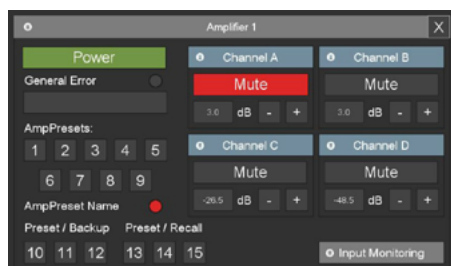 Amplifier 1 X
Power
General Error
AmpPresets:
1 2 3 4 5
6 7 8 9
AmpPreset Name
Preset / Backup Preset / Recall
10 11 12 13 14 15
Channel A
Mute
3.0 dB - +
Channel B
Mute
3.0 dB - +
Channel C
Mute
-26.5 dB - +
Channel D
Mute
-48.5 dB - +
Input Monitoring